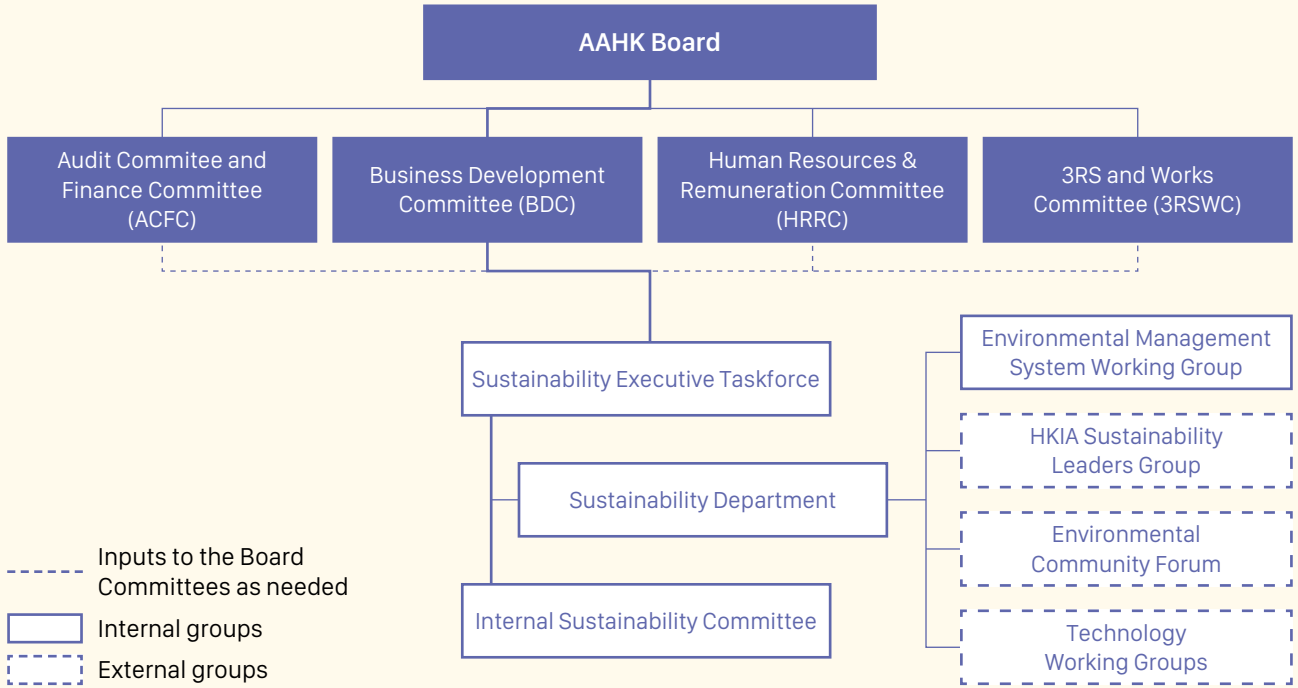 AAHK Board
Audit Commitee and
Finance Committee
(ACFC)
Business Development
Committee (BDC)
Human Resources &
Remuneration Committee
(HRRC)
3RS and Works
Committee (3RSWC)
Sustainability Executive Taskforce
Sustainability Department
Internal Sustainability Committee
Environmental Management
System Working Group
HKIA Sustainability
Leaders Group
Environmental
Community Forum
Technology
Working Groups
Inputs to the Board
Committees as needed
Internal groups
External groups